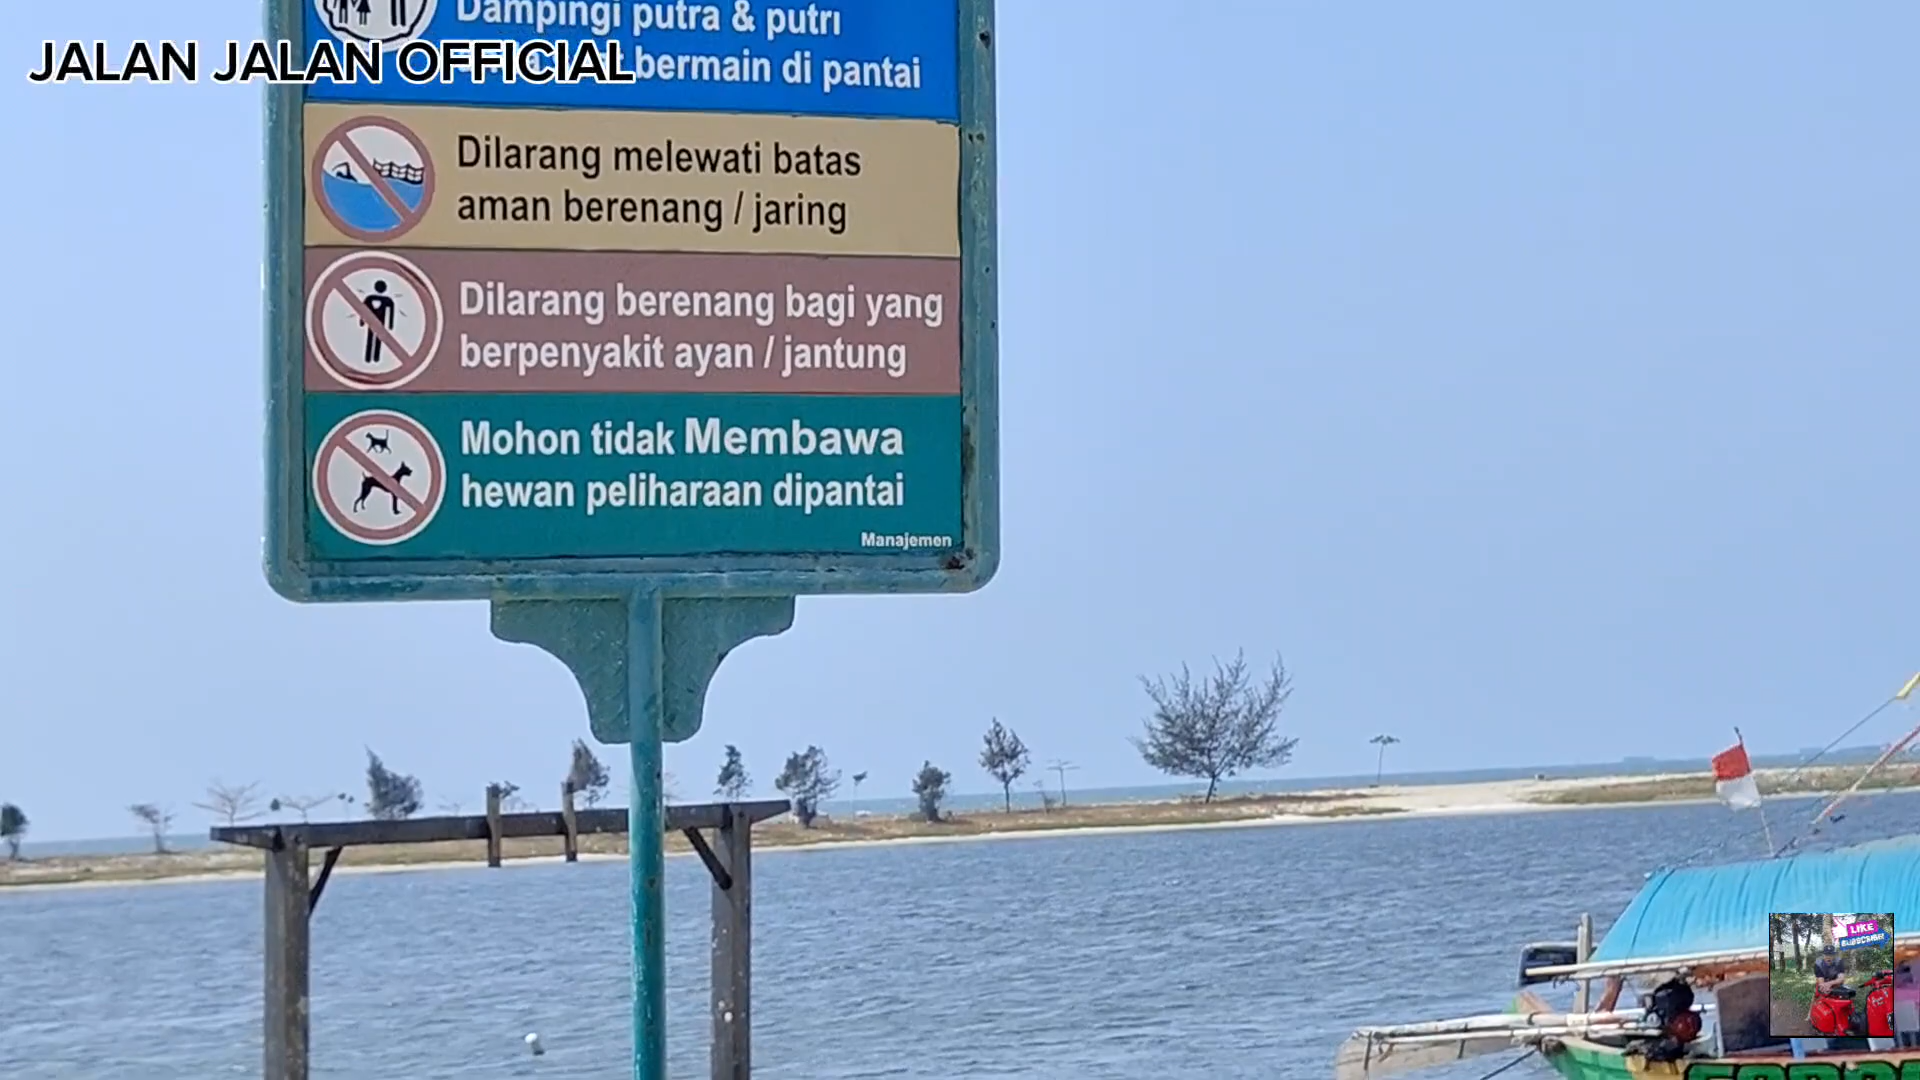 Dampingi putra & putri
JALAN JALAN OFFICIAL
bermain di pantai
Dilarang melewati batas
aman berenang / jaring
Dilarang berenang bagi yang
berpenyakit ayan / jantung
Mohon tidak Membawa
hewan peliharaan dipantai
Manajemen
LIKE
SUBSCRIBE